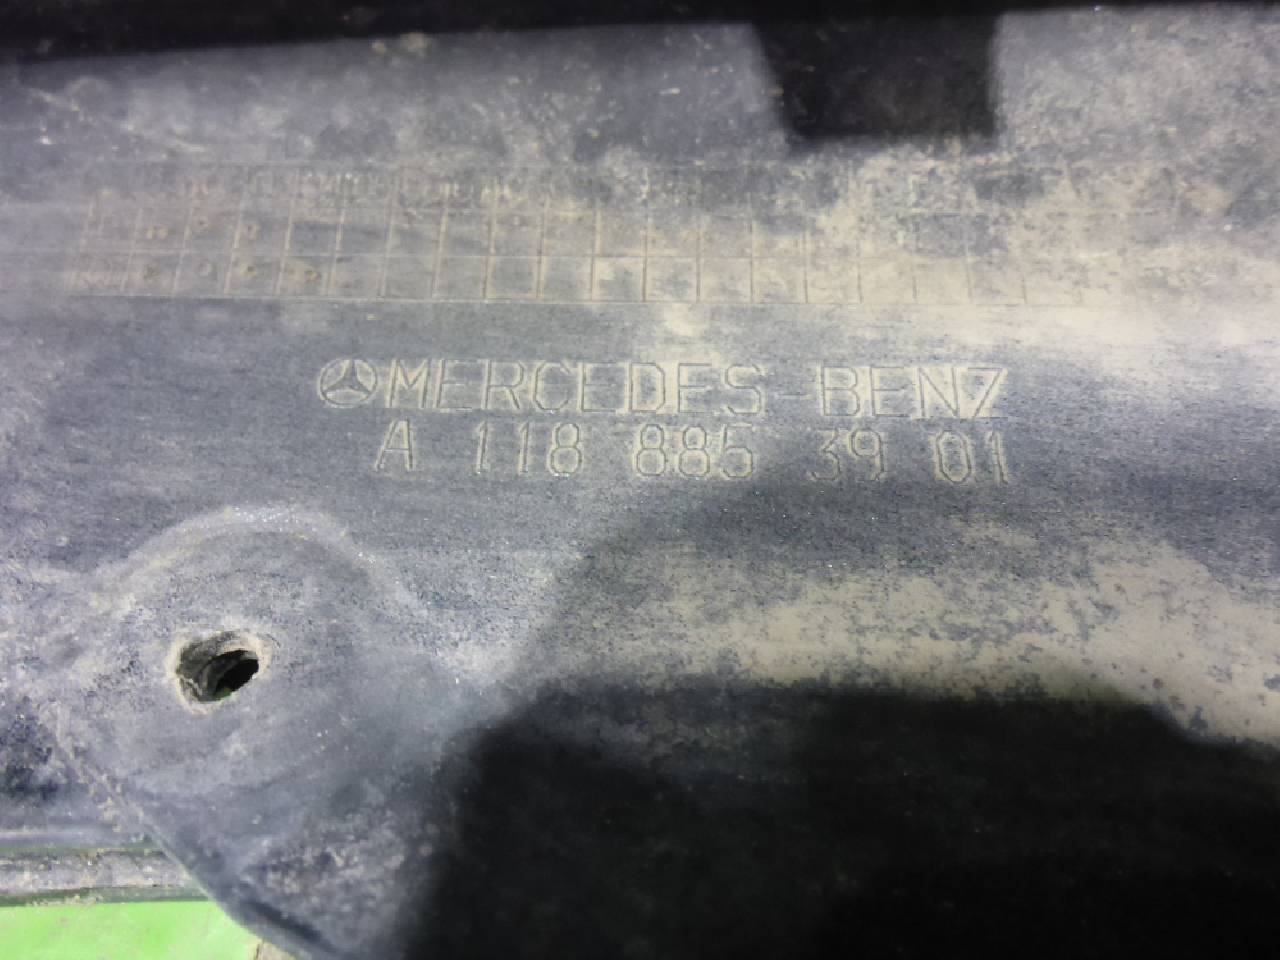 MERCEDES-BENZ
A 118 885 39 01